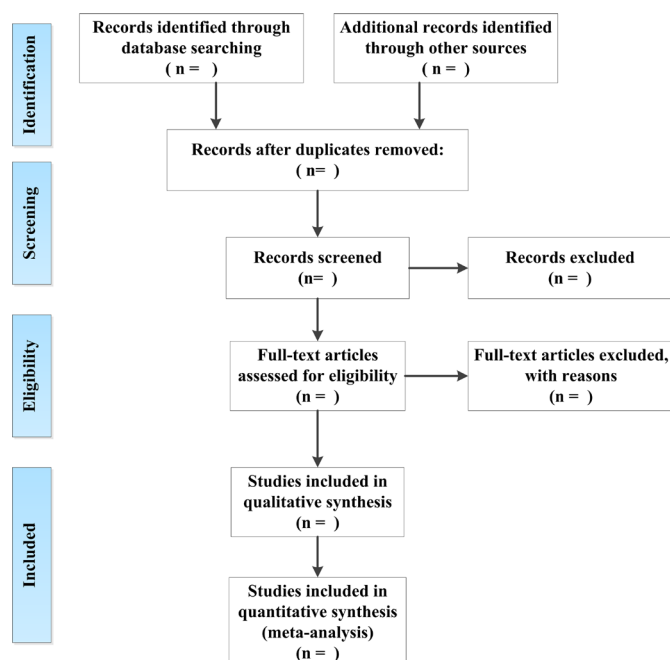 Identification
Records identified through
database searching
( n =   )
Additional records identified
through other sources
( n =  )
Records after duplicates removed:
( n=  )
Screening
Records screened
(n=  )
Records excluded
(n =  )
Eligibility
Full-text articles
assessed for eligibility
(n =  )
Full-text articles excluded,
with reasons
(n =  )
Included
Studies included in
qualitative synthesis
(n =  )
Studies included in
quantitative synthesis
(meta-analysis)
(n =  )